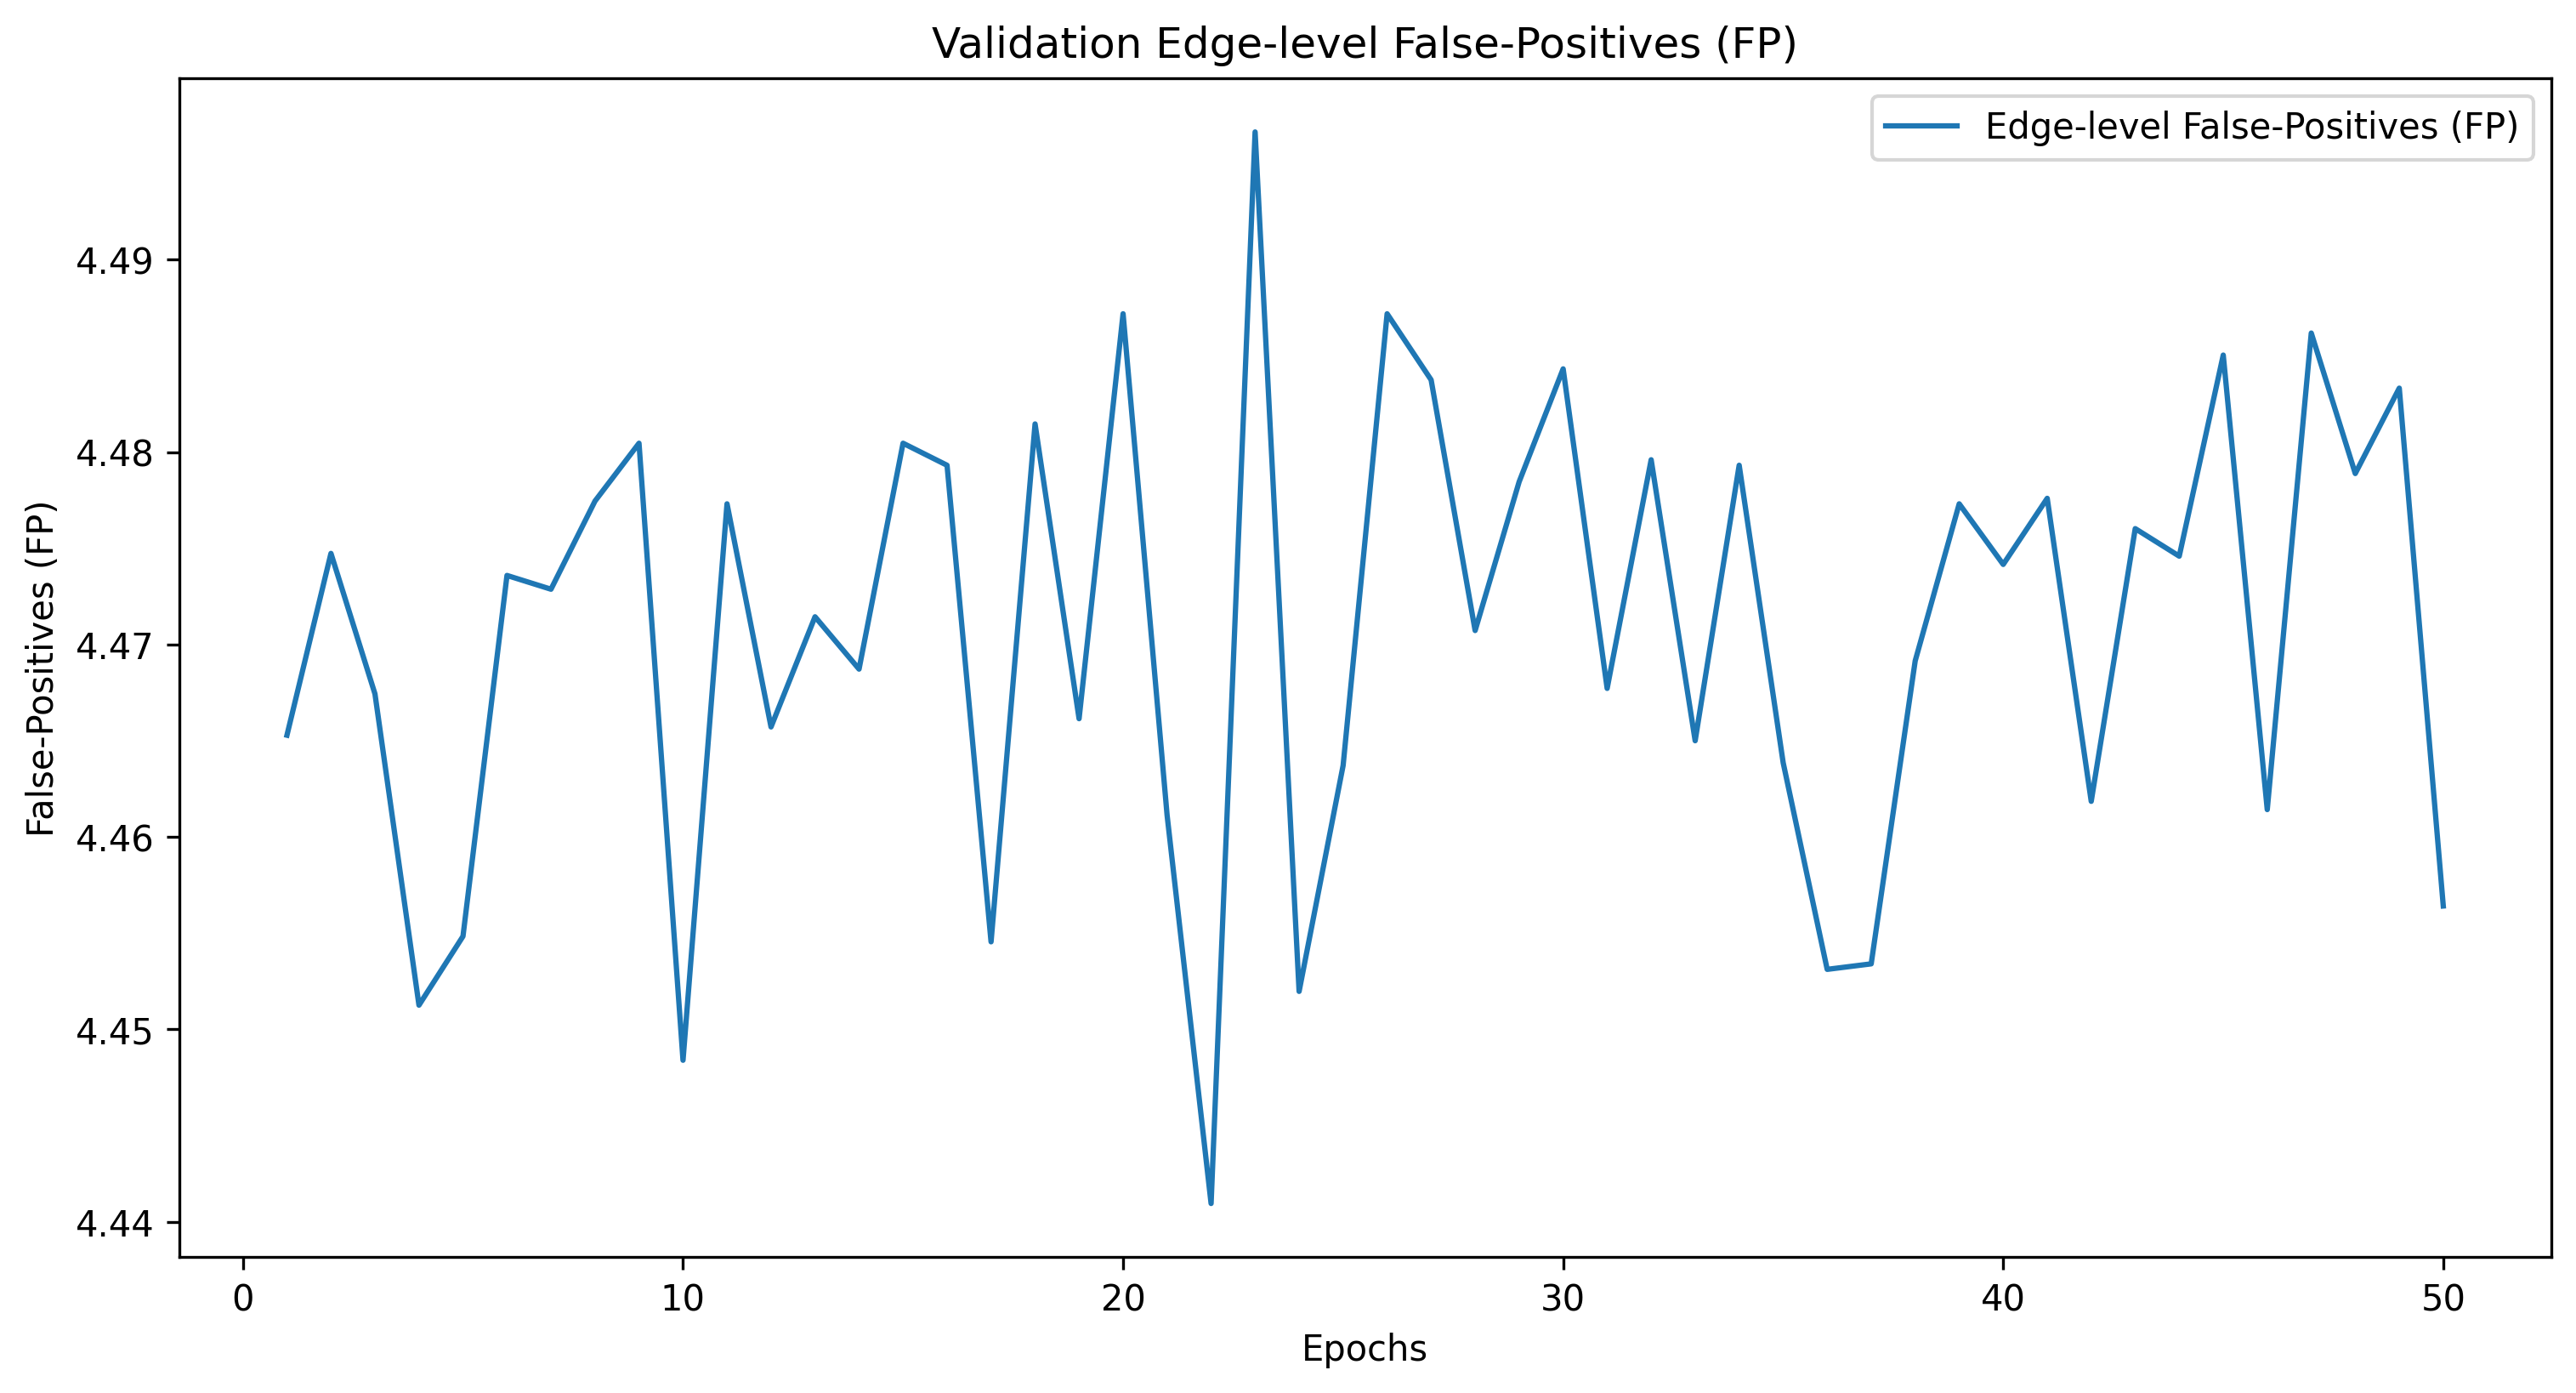 Validation Edge-level False-Positives (FP)
Edge-level False-Positives (FP)
False-Positives (FP)
4.49
4.48
4.47
4.46
4.45
4.44
0 10 20 30 40 50
Epochs